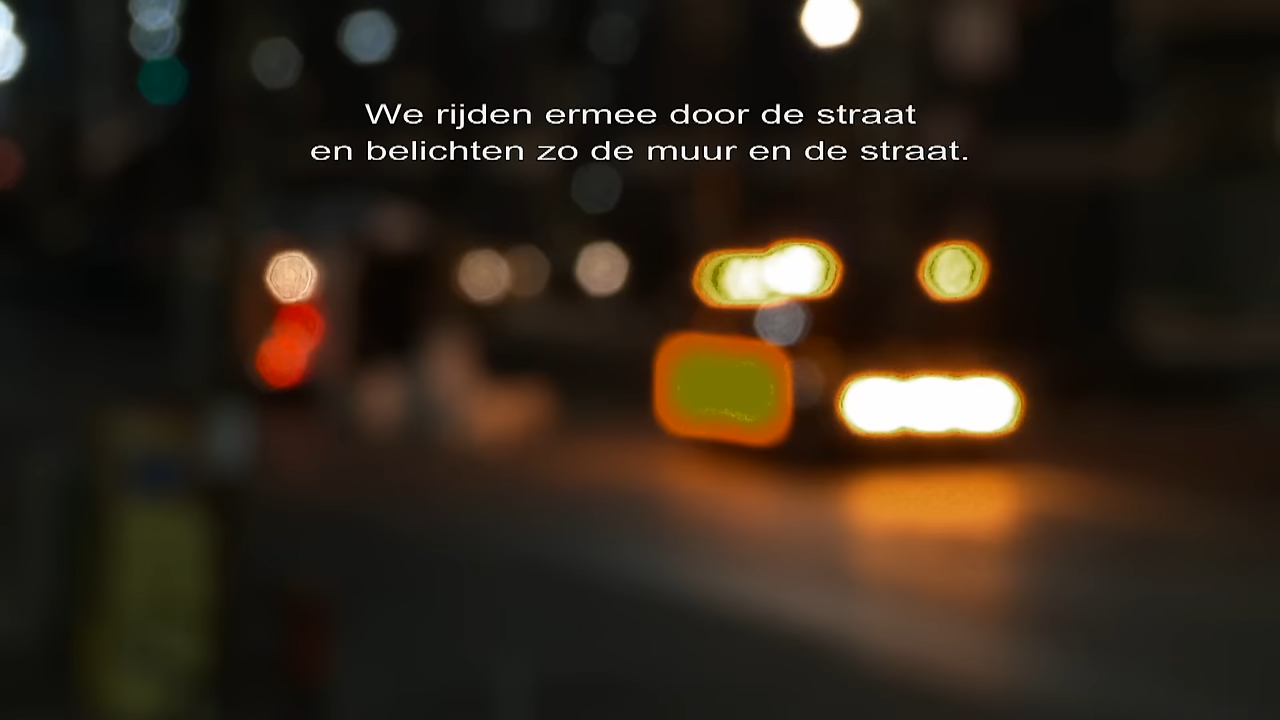 We rijden ermee door de straat
en belichten zo de muur en de straat.